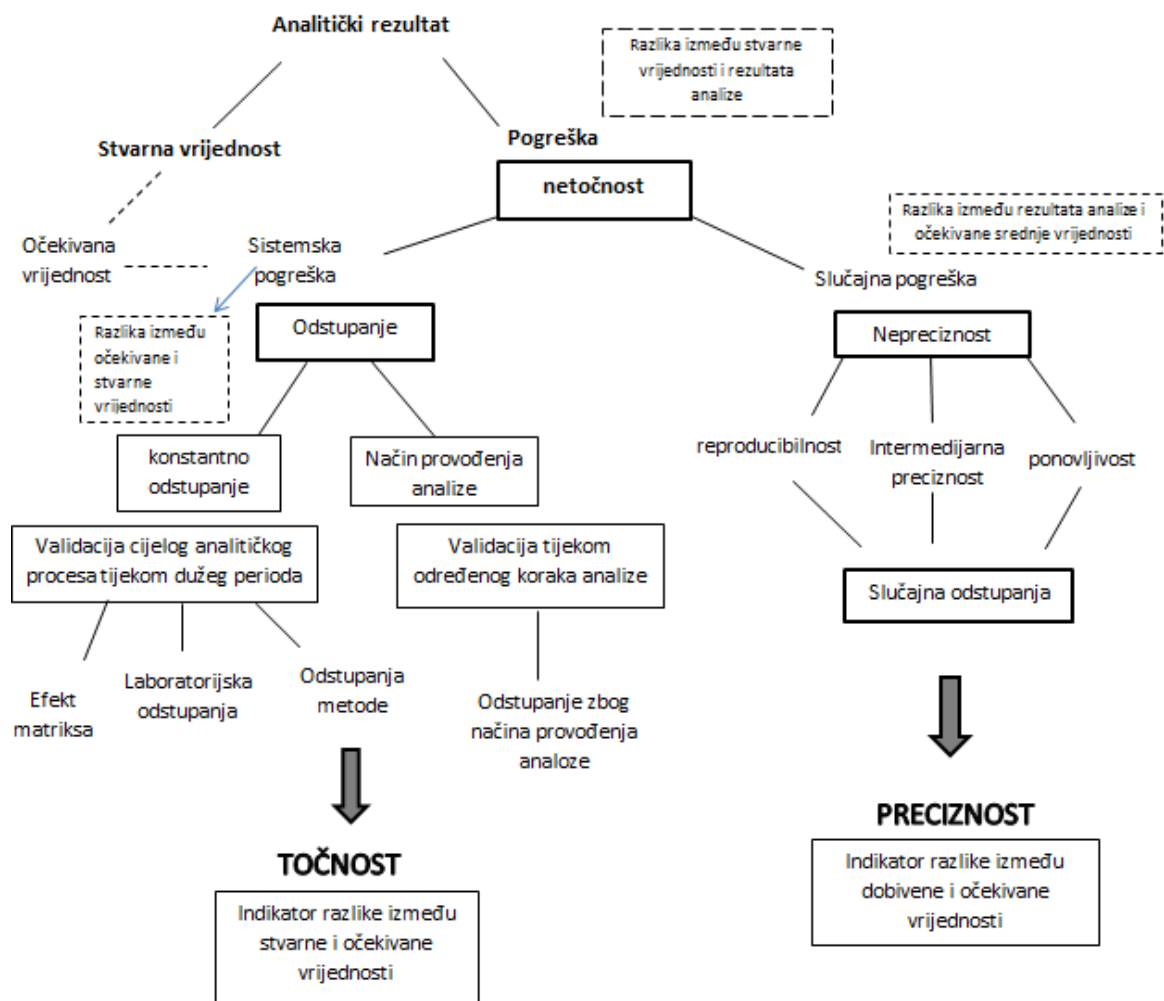 Analitički rezultat
Razlika između stvarne
vrijednosti i rezultata
analize
Stvarna vrijednost
Pogreška
netočnost
Razlika između rezultata analize i
očekivane srednje vrijednosti
Očekivana
vrijednost
Sistemska
pogreška
Slučajna pogreška
Razlika između
očekivane i
stvarne
vrijednosti
Odstupanje
Nepreciznost
konstantno
odstupanje
Način provođenja
analize
reproducibilnost
Intermedijarna
preciznost
ponovljivost
Validacija cijelog analitičkog
procesa tijekom dužeg perioda
Validacija tijekom
određenog koraka analize
Slučajna odstupanja
Efekt
matriksa
Laboratorijska
odstupanja
Odstupanja
metode
Odstupanje zbog
načina provođenja
analoze
TOČNOST
Indikator razlike između
stvarne i očekivane
vrijednosti
PRECIZNOST
Indikator razlike između
dobivene i očekivane
vrijednosti